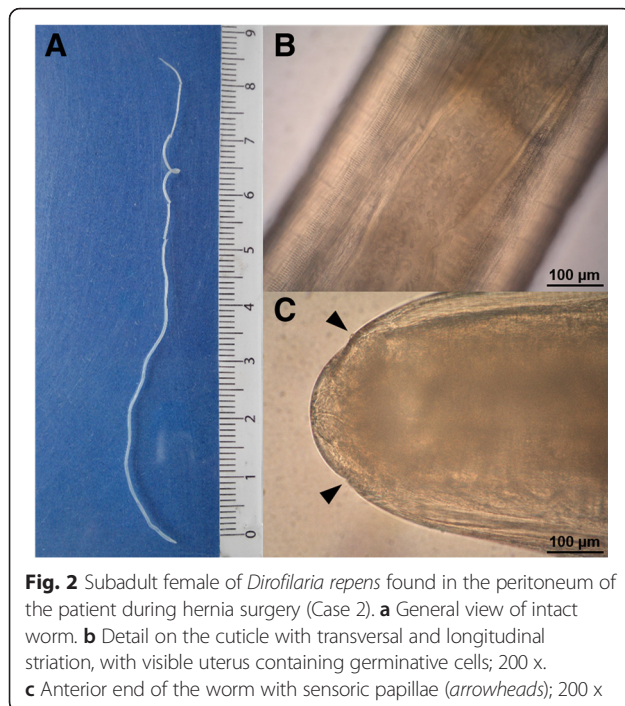 A
9
8
7
6
5
4
3
2
1
0
B
100 µm
C
100 µm
Fig. 2 Subadult female of Dirofilaria repens found in the peritoneum of
the patient during hernia surgery (Case 2). a General view of intact
worm. b Detail on the cuticle with transversal and longitudinal
striation, with visible uterus containing germinative cells; 200 x.
c Anterior end of the worm with sensoric papillae (arrowheads); 200 x